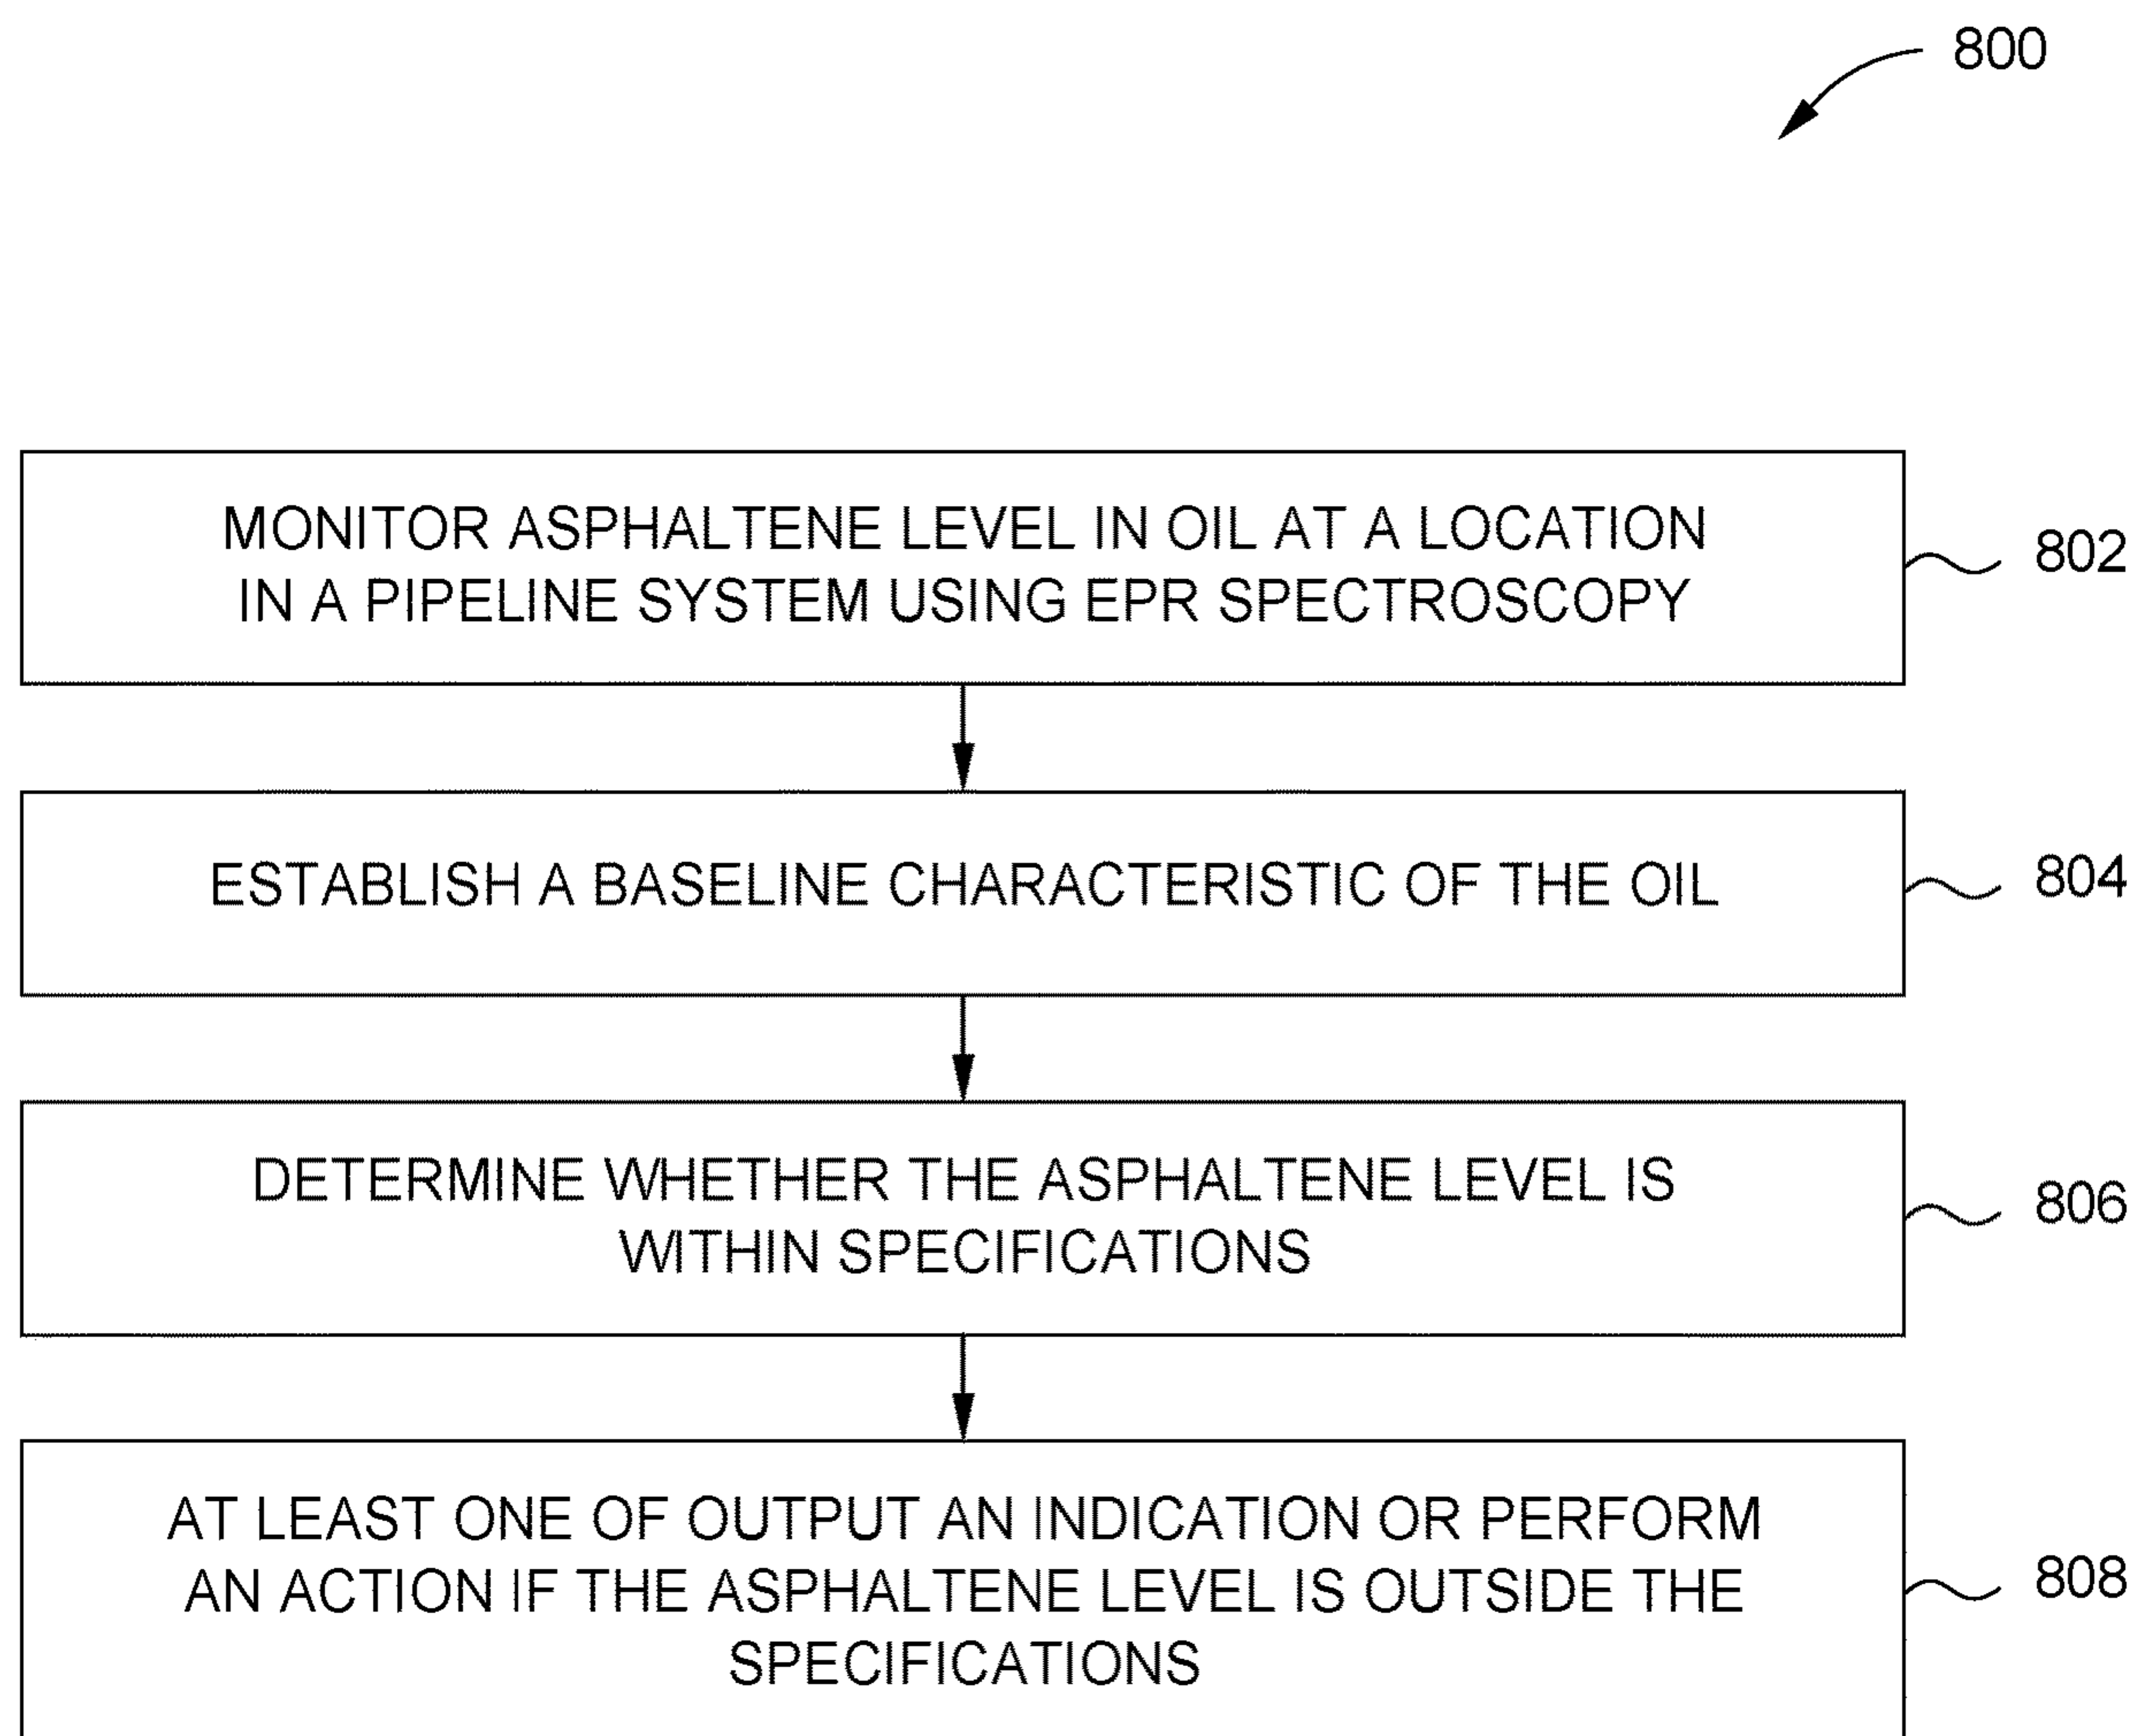 800
MONITOR ASPHALTENE LEVEL IN OIL AT A LOCATION
IN A PIPELINE SYSTEM USING EPR SPECTROSCOPY
802
ESTABLISH A BASELINE CHARACTERISTIC OF THE OIL
804
DETERMINE WHETHER THE ASPHALTENE LEVEL IS
WITHIN SPECIFICATIONS
806
AT LEAST ONE OF OUTPUT AN INDICATION OR PERFORM
AN ACTION IF THE ASPHALTENE LEVEL IS OUTSIDE THE
SPECIFICATIONS
808